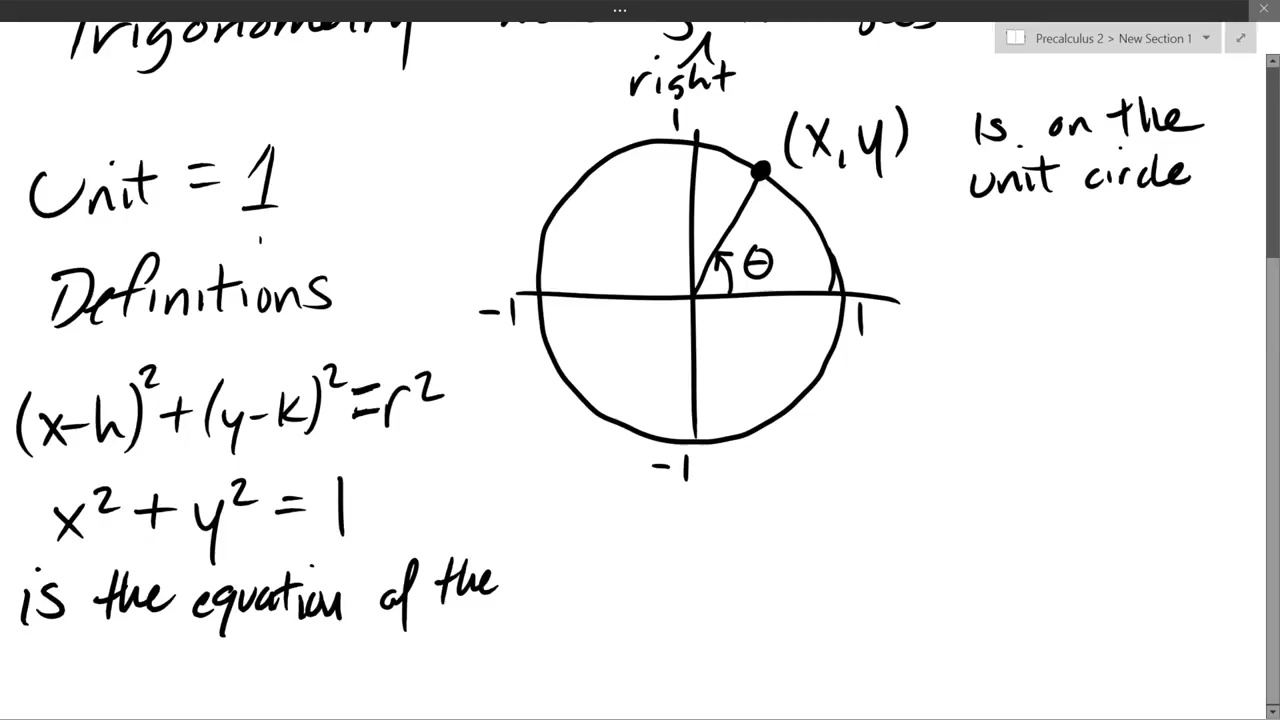 Precalculus 2 > New Section 1
Trigonometry
right
Unit = 1
Definitions
(x-h)²+(y-k)²=r²
x² + y² = 1
is the equation of the
1
(x, y)
θ
-1
1
-1
is on the
unit circle